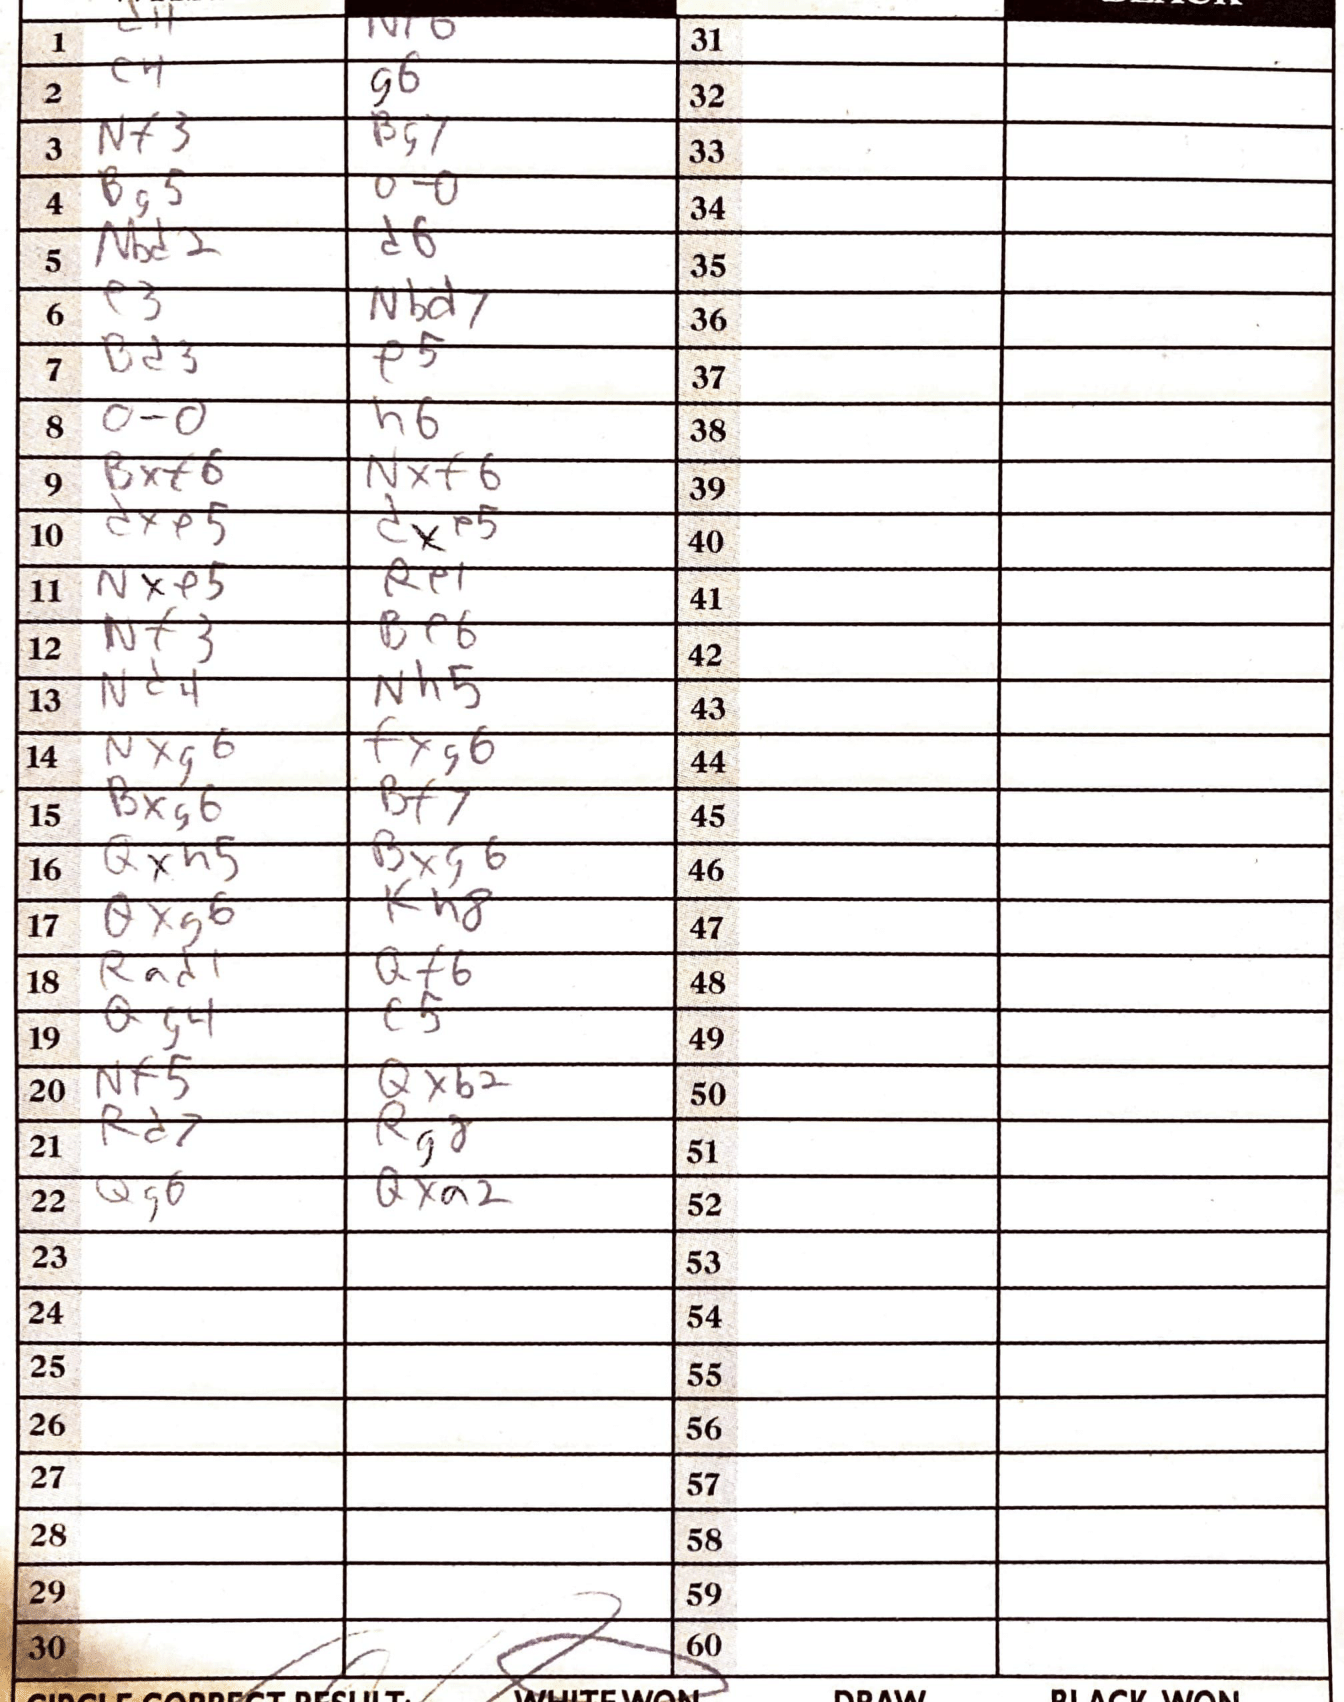 BLACK
1 d4 Nf6 31
2 c4 g6 32
3 Nf3 Bg7 33
4 Bg5 0-0 34
5 Nbd2 d6 35
6 e3 Nbd7 36
7 Bd3 e5 37
8 0-0 h6 38
9 Bxf6 Nxf6 39
10 dxe5 dxe5 40
11 Nxe5 Re1 41
12 Nf3 Be6 42
13 Nd4 Nh5 43
14 Nxg6 fxg6 44
15 Bxg6 Bf7 45
16 Qxh5 Bxg6 46
17 Qxg6 Kh8 47
18 Rad1 Qf6 48
19 Qg4 c5 49
20 Nf5 Qxb2 50
21 Rd7 Rg8 51
22 Qg6 Qxa2 52
23 53
24 54
25 55
26 56
27 57
28 58
29 59
30 60
CIRCLE CORRECT RESULT: WHITE WON DRAW BLACK WON